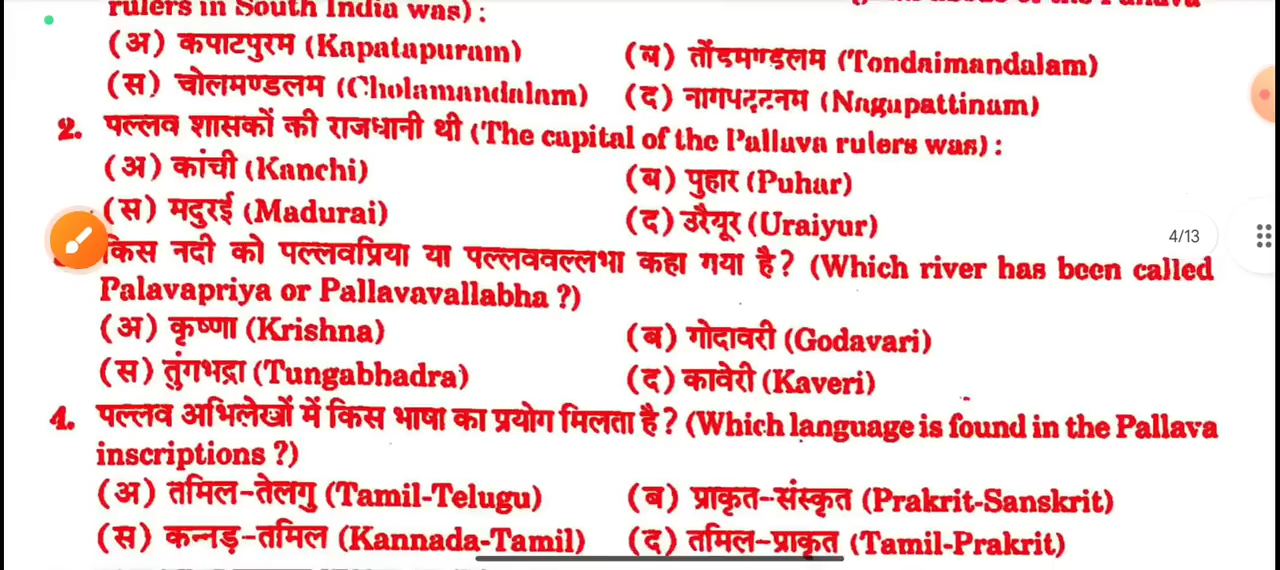 rulers in South India was) :
(अ) कपाटपुरम (Kapatapuram) (ब) तोंडमण्डलम (Tondaimandalam)
(स) चोलमण्डलम (Cholamandalam) (द) नागपट्टनम (Nagapattinam)
2. पल्लव शासकों की राजधानी थी (The capital of the Pallava rulers was) :
(अ) कांची (Kanchi) (ब) पुहार (Puhar)
(स) मदुरई (Madurai) (द) उरैयूर (Uraiyur)
4/13
किस नदी को पल्लवप्रिया या पल्लववल्लभा कहा गया है? (Which river has been called
Palavapriya or Pallavavallabha ?)
(अ) कृष्णा (Krishna) (ब) गोदावरी (Godavari)
(स) तुंगभद्रा (Tungabhadra) (द) कावेरी (Kaveri)
4. पल्लव अभिलेखों में किस भाषा का प्रयोग मिलता है? (Which language is found in the Pallava
inscriptions ?)
(अ) तमिल-तेलगु (Tamil-Telugu) (ब) प्राकृत-संस्कृत (Prakrit-Sanskrit)
(स) कन्नड़-तमिल (Kannada-Tamil) (द) तमिल-प्राकृत (Tamil-Prakrit)